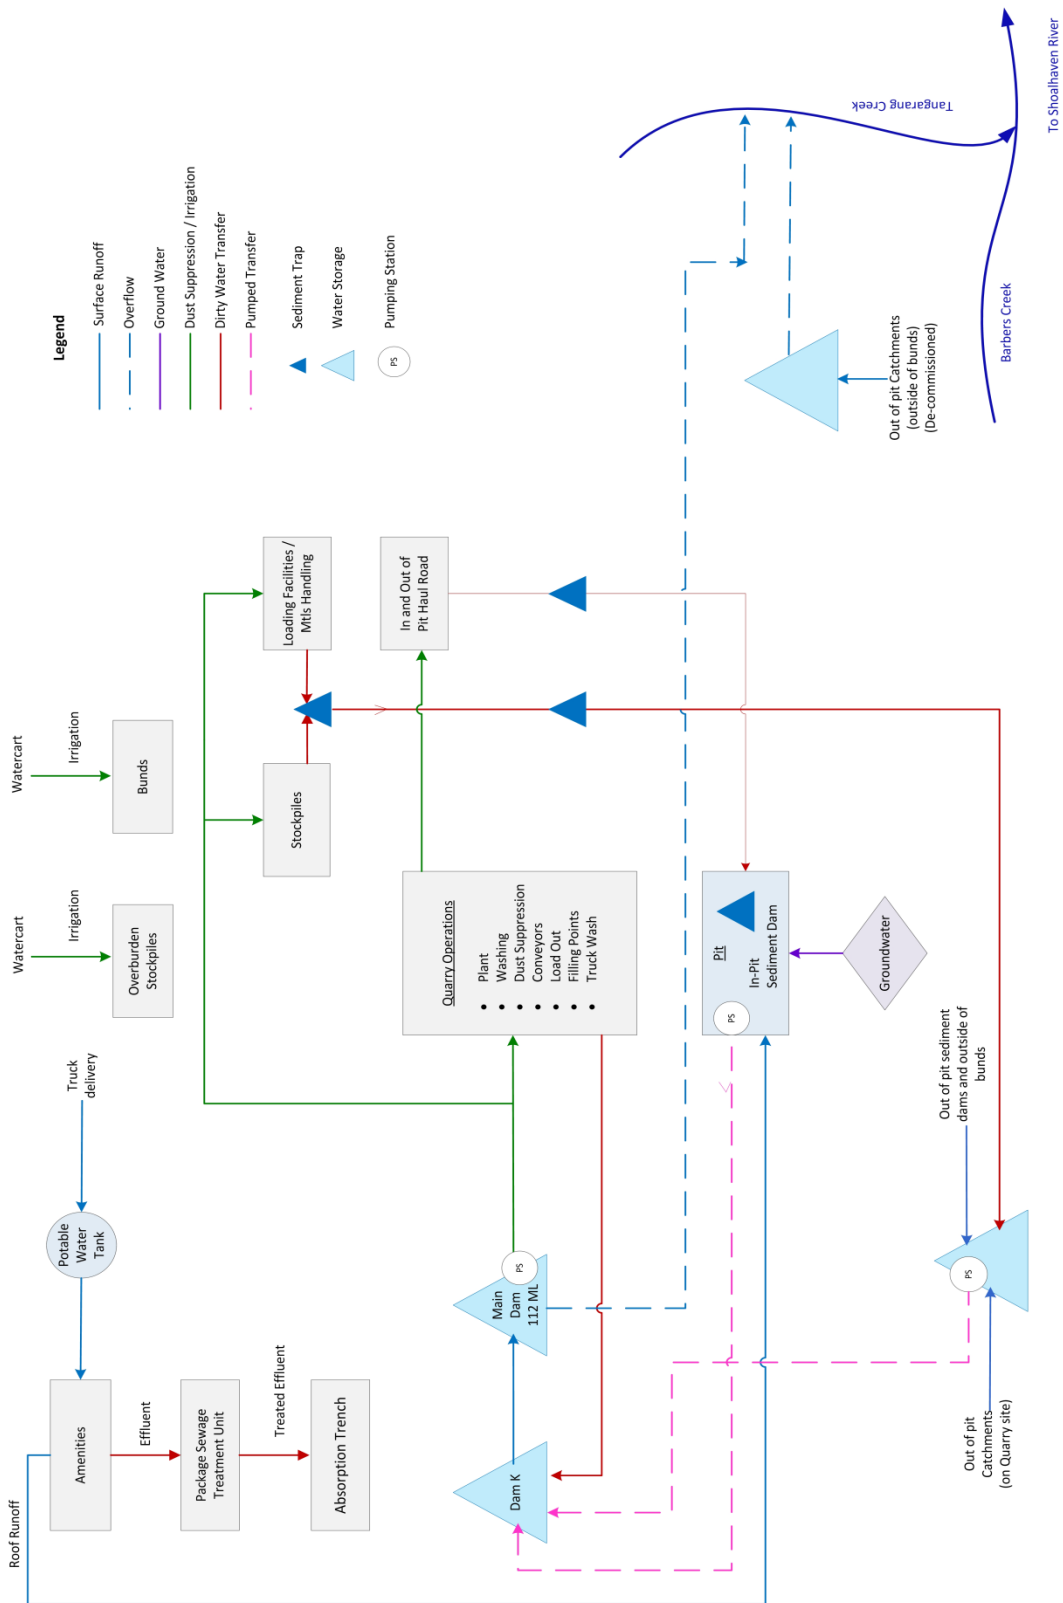 Legend
Surface Runoff
Overflow
Ground Water
Dust Suppression / Irrigation
Dirty Water Transfer
Pumped Transfer
Sediment Trap
Water Storage
Pumping Station
PS
Watercart
Irrigation
Bunds
Watercart
Irrigation
Overburden
Stockpiles
Truck
delivery
Potable
Water
Tank
Roof Runoff
Amenities
Effluent
Package Sewage
Treatment Unit
Treated Effluent
Absorption Trench
Loading Facilities /
Mtls Handling
Stockpiles
In and Out of
Pit Haul Road
Quarry Operations
• Plant
• Washing
• Dust Suppression
• Conveyors
• Load Out
• Filling Points
• Truck Wash
Main
Dam
112 ML
PS
Dam K
Pit
In-Pit
Sediment Dam
PS
Groundwater
Out of pit sediment
dams and outside of
bunds
PS
Out of pit
Catchments
(on Quarry site)
Out of pit Catchments
(outside of bunds)
(De-commissioned)
Tangarang Creek
Barbers Creek
To Shoalhaven River